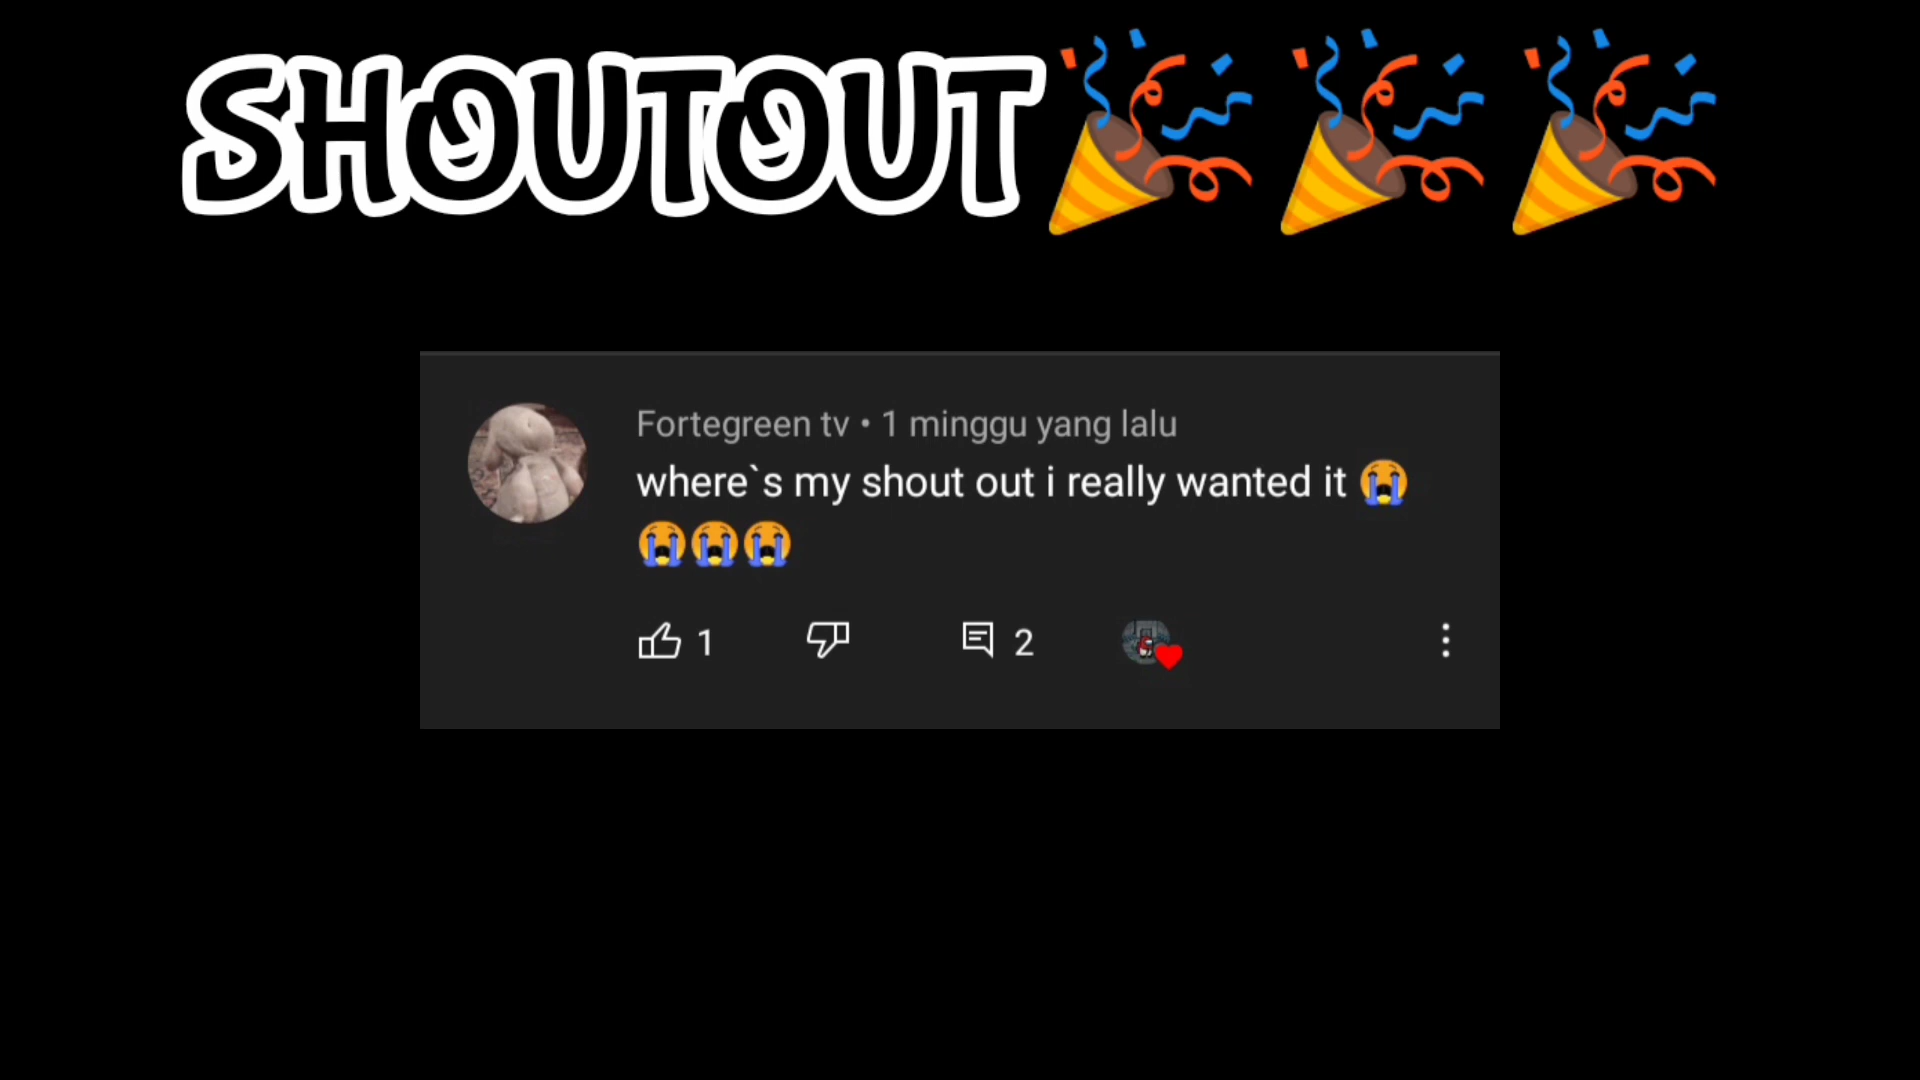 SHOUTOUT🎉🎉🎉
Fortegreen tv • 1 minggu yang lalu
where`s my shout out i really wanted it 😭
😭😭😭
1 2